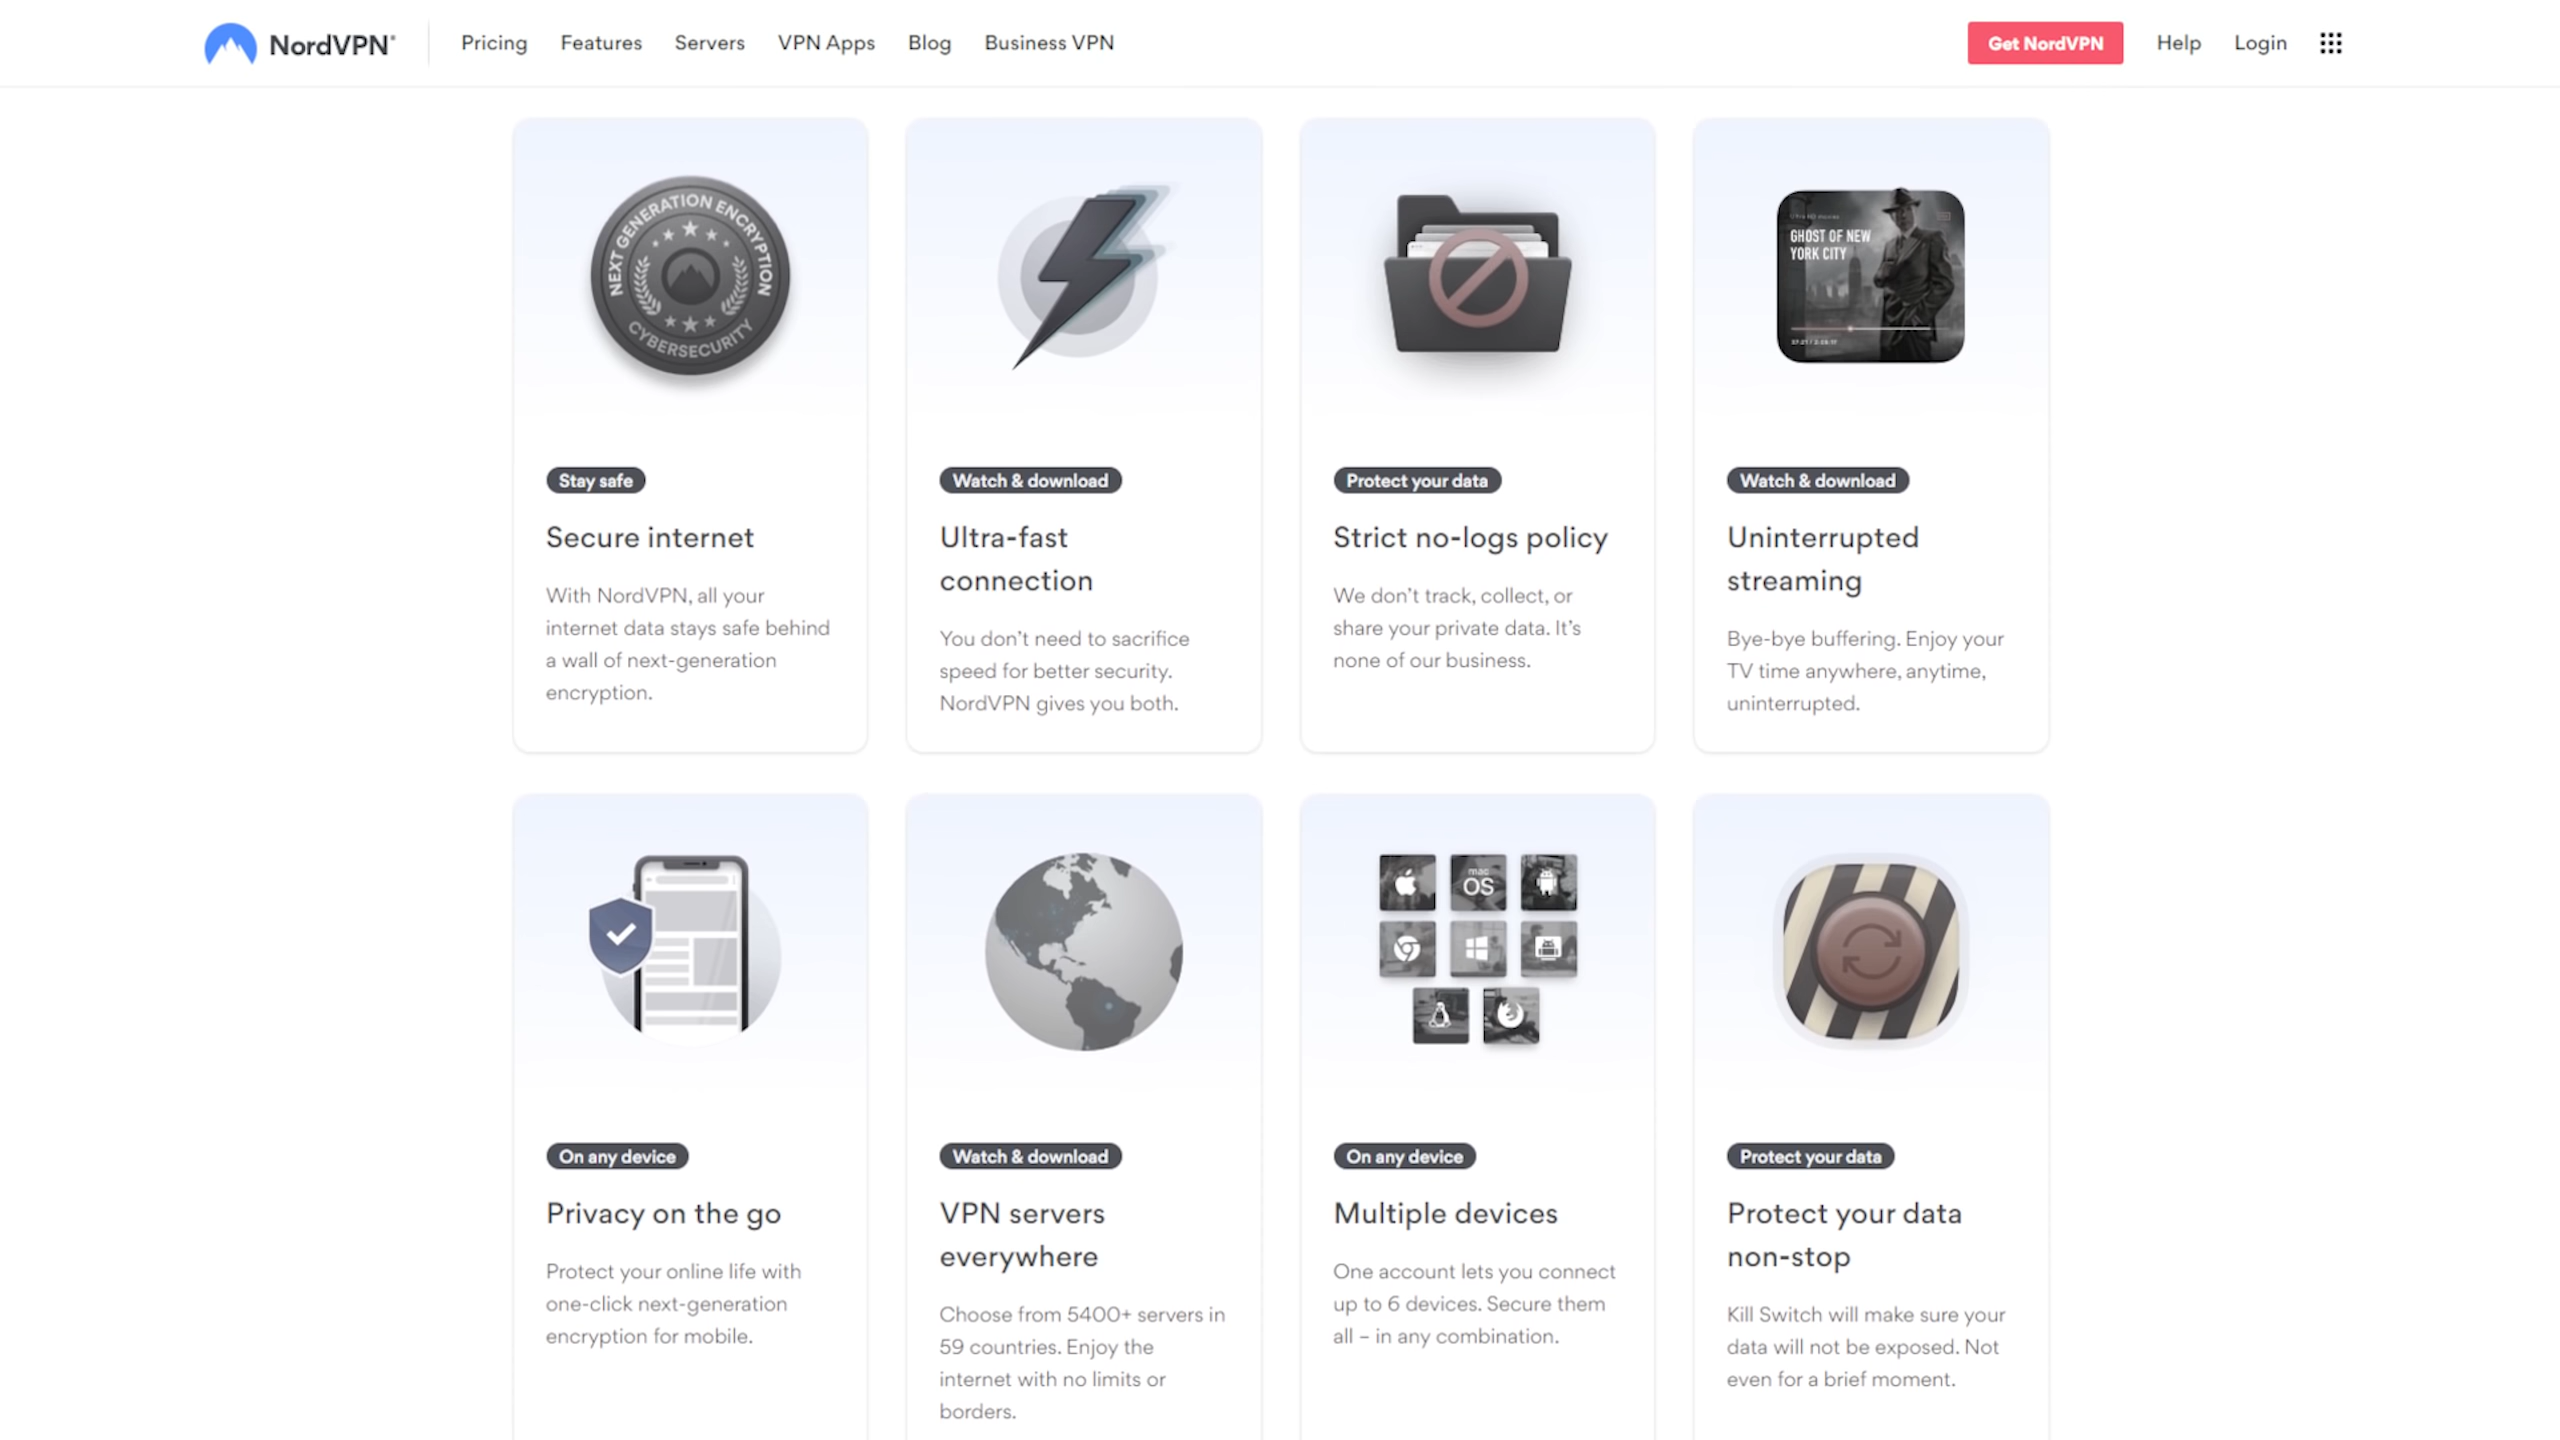 NordVPN®
Pricing
Features
Servers
VPN Apps
Blog
Business VPN
Get NordVPN
Help
Login
NEXT GENERATION ENCRYPTION
CYBERSECURITY
Stay safe
Secure internet
With NordVPN, all your
internet data stays safe behind
a wall of next-generation
encryption.
Watch & download
Ultra-fast
connection
You don’t need to sacrifice
speed for better security.
NordVPN gives you both.
Protect your data
Strict no-logs policy
We don’t track, collect, or
share your private data. It’s
none of our business.
GHOST OF NEW
YORK CITY
Watch & download
Uninterrupted
streaming
Bye-bye buffering. Enjoy your
TV time anywhere, anytime,
uninterrupted.
On any device
Privacy on the go
Protect your online life with
one-click next-generation
encryption for mobile.
Watch & download
VPN servers
everywhere
Choose from 5400+ servers in
59 countries. Enjoy the
internet with no limits or
borders.
mac
OS
On any device
Multiple devices
One account lets you connect
up to 6 devices. Secure them
all – in any combination.
Protect your data
Protect your data
non-stop
Kill Switch will make sure your
data will not be exposed. Not
even for a brief moment.